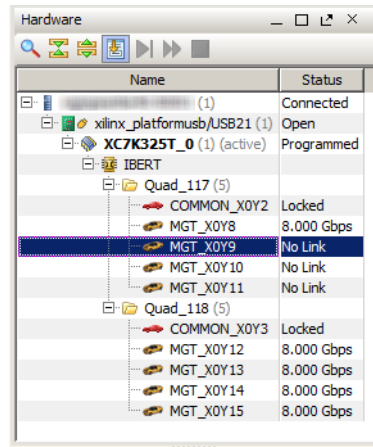 Hardware
Name Status
(1) Connected
xilinx_platformusb/USB21 (1) Open
XC7K325T_0 (1) (active) Programmed
IBERT
Quad_117 (5)
COMMON_X0Y2 Locked
MGT_X0Y8 8.000 Gbps
MGT_X0Y9 No Link
MGT_X0Y10 No Link
MGT_X0Y11 No Link
Quad_118 (5)
COMMON_X0Y3 Locked
MGT_X0Y12 8.000 Gbps
MGT_X0Y13 8.000 Gbps
MGT_X0Y14 8.000 Gbps
MGT_X0Y15 8.000 Gbps